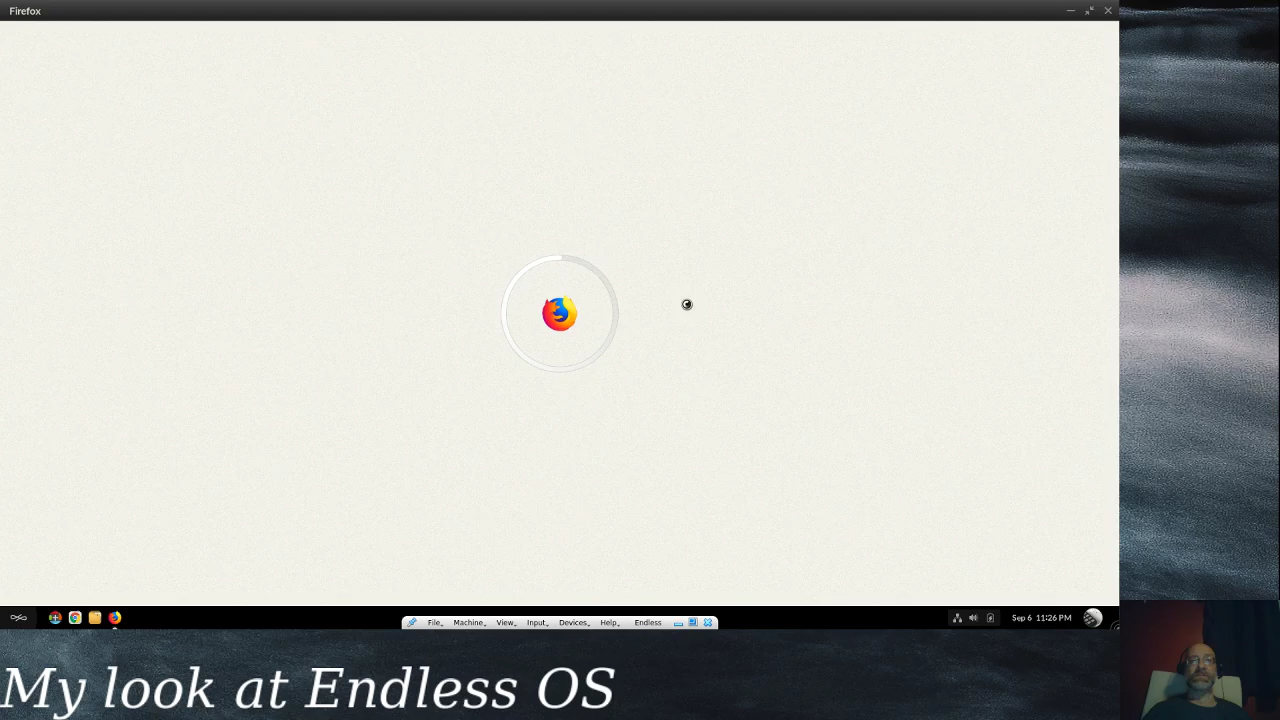 Firefox
File
Machine
View
Input
Devices
Help
Endless
Sep 6 11:26 PM
My look at Endless OS